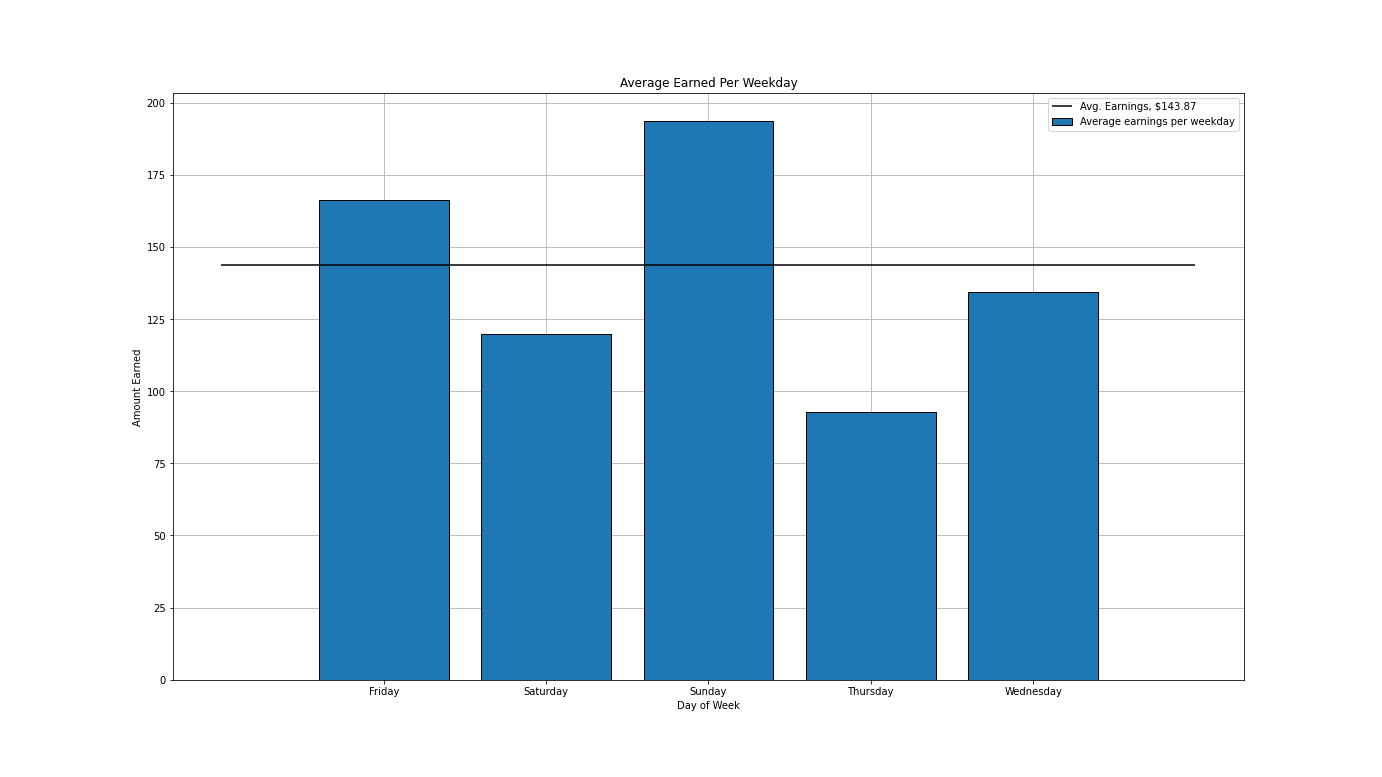 Average Earned Per Weekday
Avg. Earnings, $143.87
Average earnings per weekday
Amount Earned
200
175
150
125
100
75
50
25
0
Friday
Saturday
Sunday
Thursday
Wednesday
Day of Week